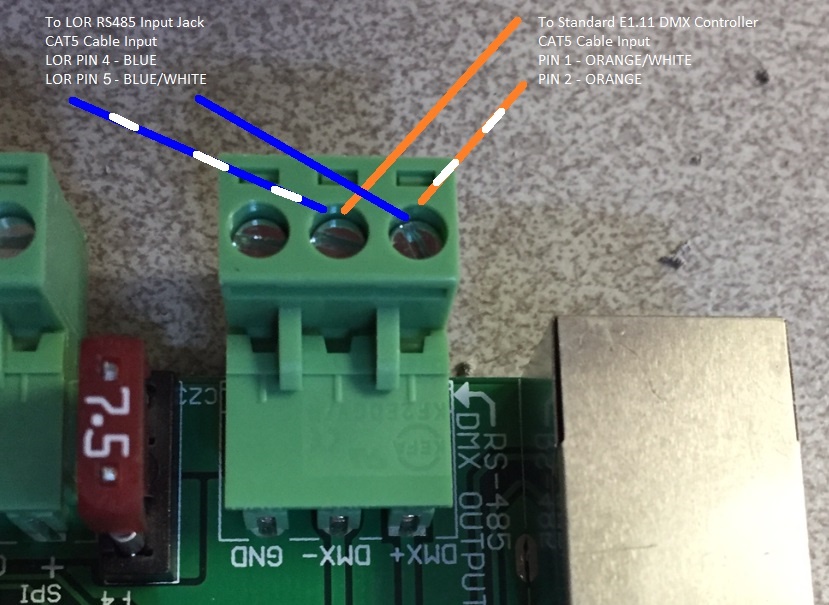 To LOR RS485 Input Jack
CAT5 Cable Input
LOR PIN 4 - BLUE
LOR PIN 5 - BLUE/WHITE
To Standard E1.11 DMX Controller
CAT5 Cable Input
PIN 1 - ORANGE/WHITE
PIN 2 - ORANGE
7.5
RS-485
DMX OUTPUT
GND
DMX-
DMX+
+
SPI
F4